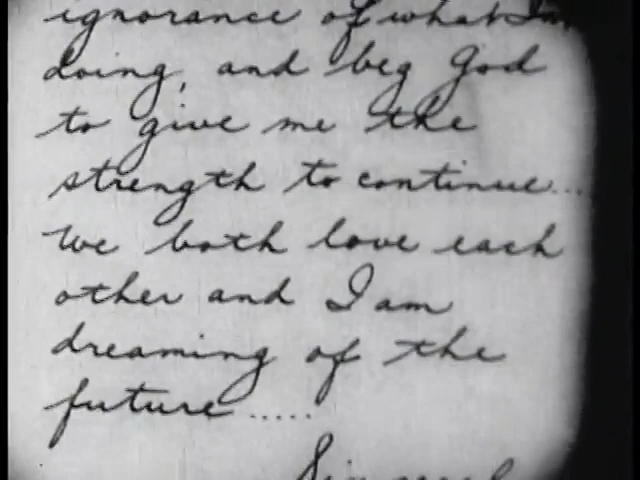 ignorance of what I'm
doing, and beg God
to give me the
strength to continue...
We both love each
other and I am
dreaming of the
future.....